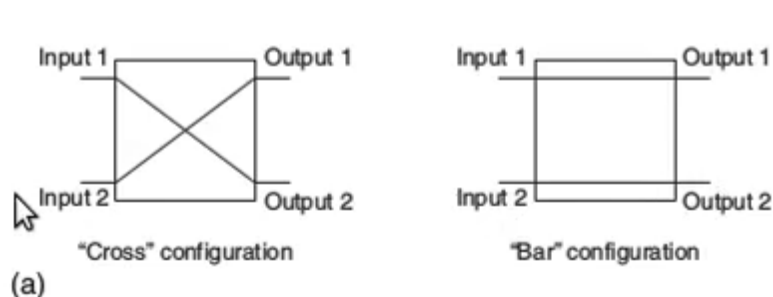 Input 1 Output 1 Input 1 Output 1
Input 2 Output 2 Input 2 Output 2
“Cross” configuration “Bar” configuration
(a)